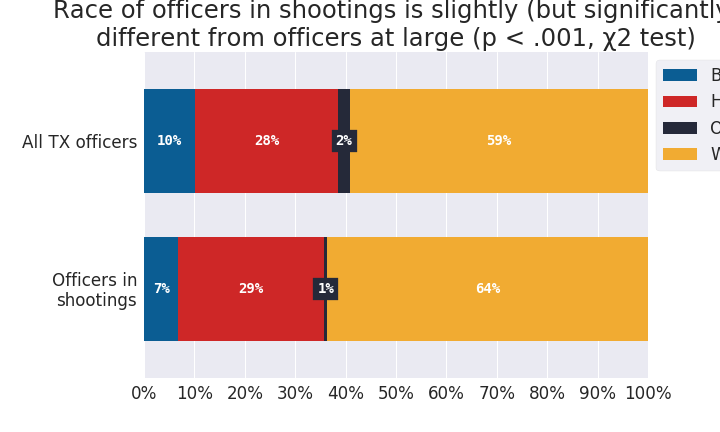 Race of officers in shootings is slightly (but significantly
different from officers at large (p < .001, χ2 test)
B
H
O
W
All TX officers
10%
28%
2%
59%
Officers in
shootings
7%
29%
1%
64%
0%
10%
20%
30%
40%
50%
60%
70%
80%
90%
100%